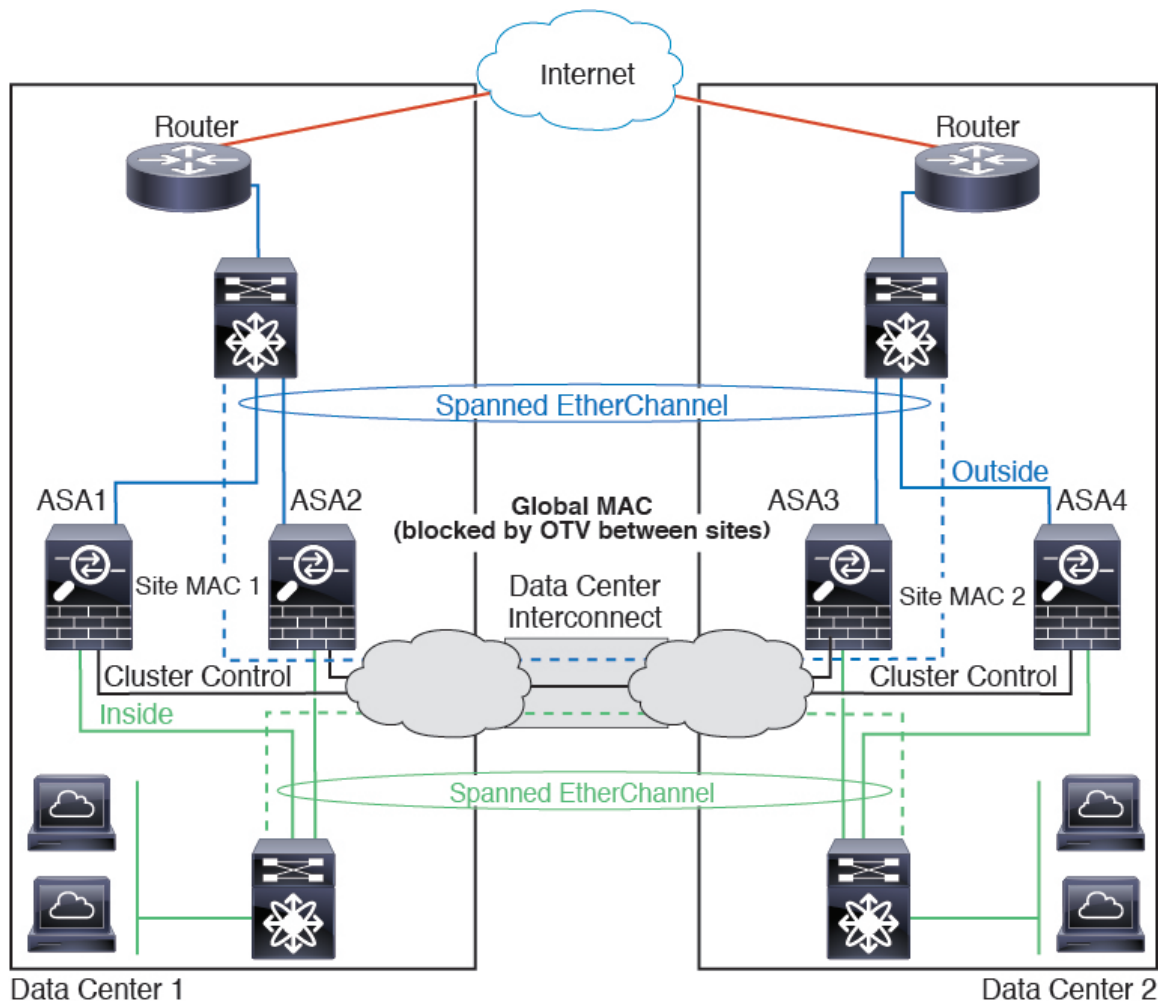 Internet
Router
Router
Spanned EtherChannel
Outside
ASA1
ASA2
Global MAC
(blocked by OTV between sites)
ASA3
ASA4
Site MAC 1
Data Center
Interconnect
Site MAC 2
Cluster Control
Cluster Control
Inside
Spanned EtherChannel
Data Center 1
Data Center 2